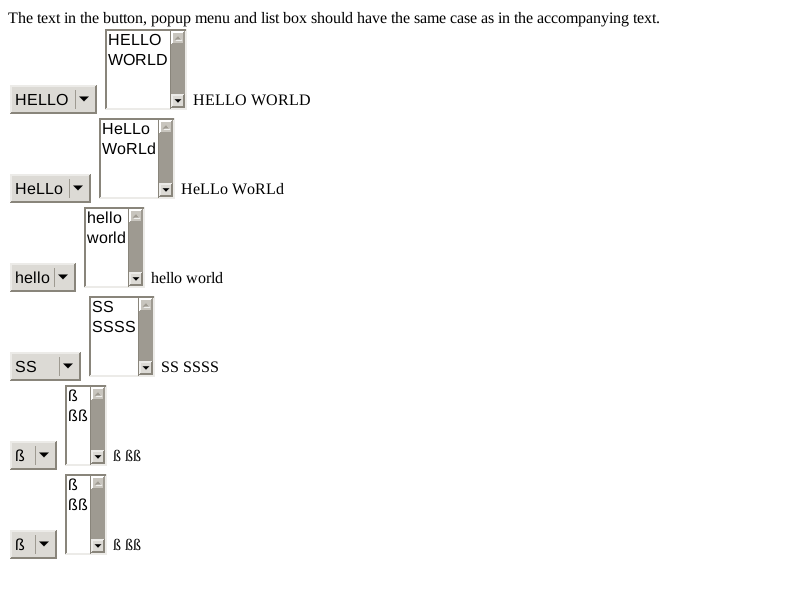 The text in the button, popup menu and list box should have the same case as in the accompanying text.
HELLO
WORLD
HELLO HELLO WORLD
HeLLo
WoRLd
HeLLo HeLLo WoRLd
hello
world
hello hello world
SS
SSSS
SS SS SSSS
ß
ßß
ß ß ßß
ß
ßß
ß ß ßß